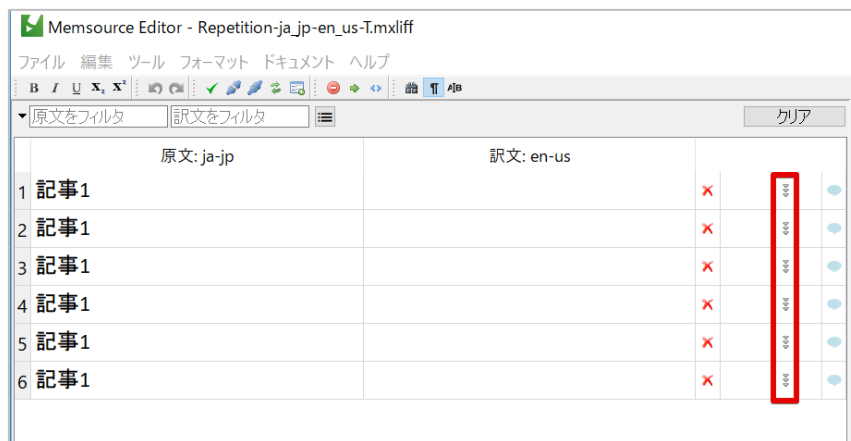 Memsource Editor - Repetition-ja_jp-en_us-T.mxliff
ファイル 編集 ツール フォーマット ドキュメント ヘルプ
B I U X₂ X² ¶ A|B
原文をフィルタ 訳文をフィルタ クリア
原文: ja-jp 訳文: en-us
1 記事1
2 記事1
3 記事1
4 記事1
5 記事1
6 記事1